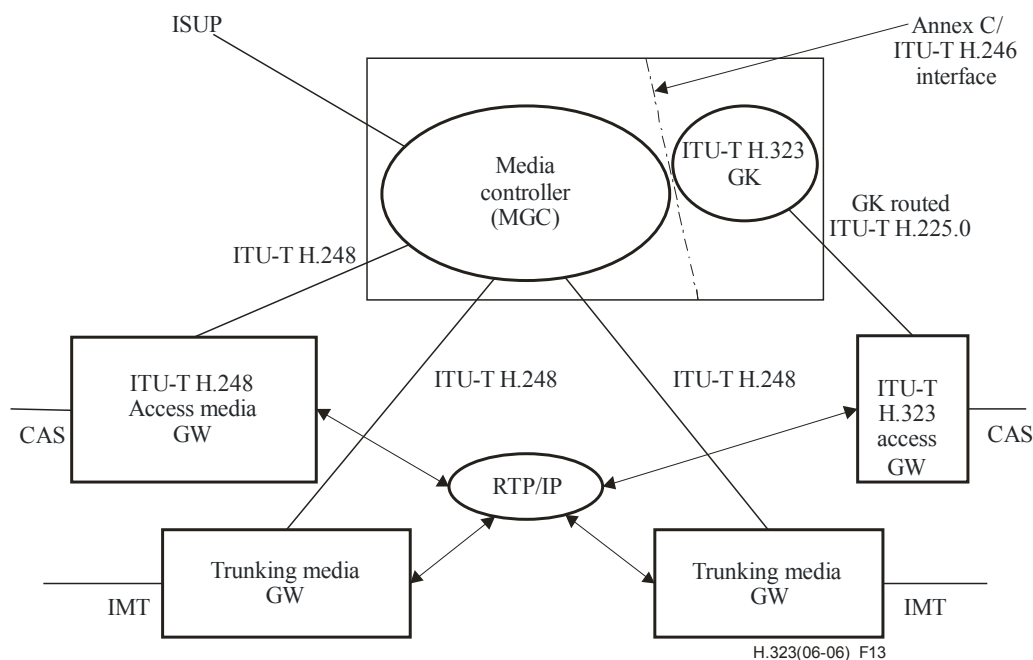 ISUP
Annex C/
ITU-T H.246
interface
Media
controller
(MGC)
ITU-T H.323
GK
GK routed
ITU-T H.225.0
ITU-T H.248
ITU-T H.248
Access media
GW
CAS
ITU-T H.248
ITU-T H.248
ITU-T
H.323
access
GW
CAS
RTP/IP
Trunking media
GW
IMT
Trunking media
GW
IMT
H.323(06-06)_F13